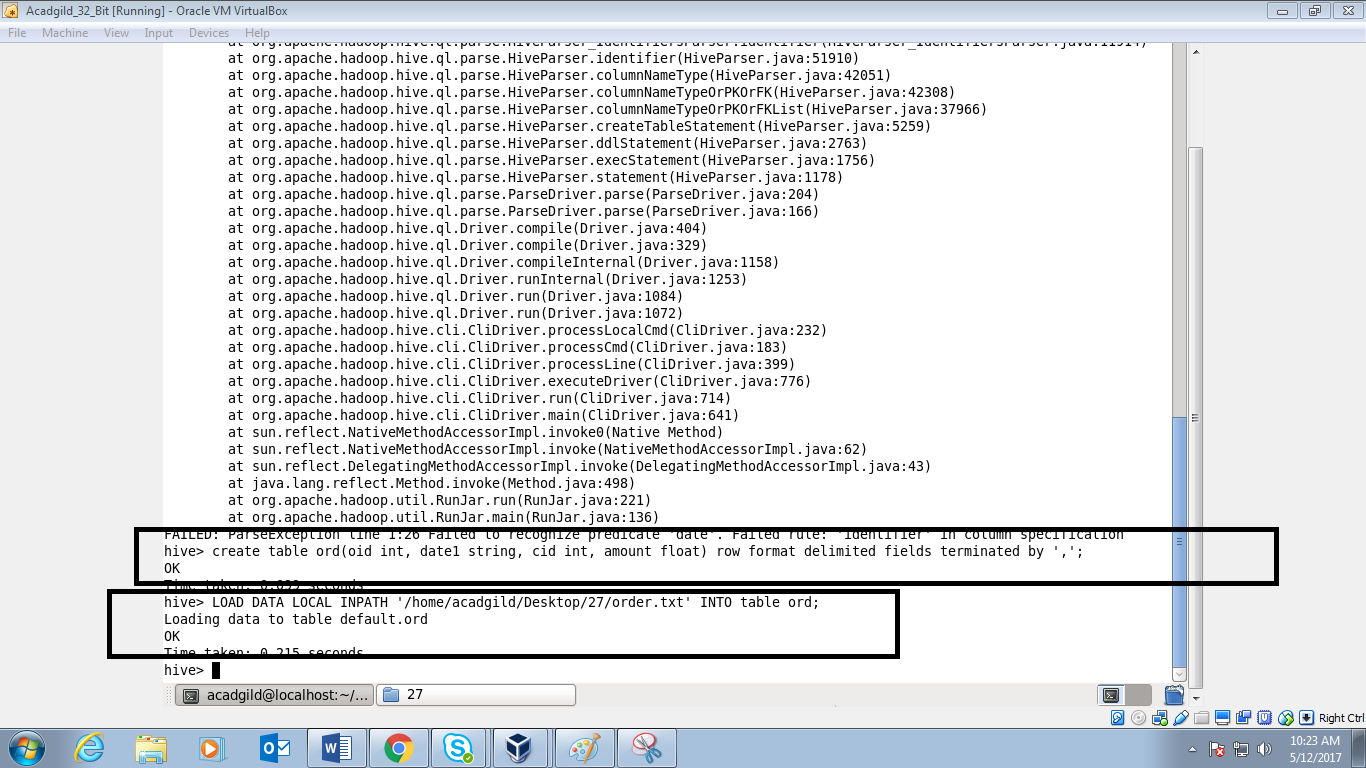 Acadgild_32_Bit [Running] - Oracle VM VirtualBox
File Machine View Input Devices Help
at org.apache.hadoop.hive.ql.parse.HiveParser_IdentifiersParser.identifier(HiveParser_IdentifiersParser.java:11514)
at org.apache.hadoop.hive.ql.parse.HiveParser.identifier(HiveParser.java:51910)
at org.apache.hadoop.hive.ql.parse.HiveParser.columnNameType(HiveParser.java:42051)
at org.apache.hadoop.hive.ql.parse.HiveParser.columnNameTypeOrPKOrFK(HiveParser.java:42308)
at org.apache.hadoop.hive.ql.parse.HiveParser.columnNameTypeOrPKOrFKList(HiveParser.java:37966)
at org.apache.hadoop.hive.ql.parse.HiveParser.createTableStatement(HiveParser.java:5259)
at org.apache.hadoop.hive.ql.parse.HiveParser.ddlStatement(HiveParser.java:2763)
at org.apache.hadoop.hive.ql.parse.HiveParser.execStatement(HiveParser.java:1756)
at org.apache.hadoop.hive.ql.parse.HiveParser.statement(HiveParser.java:1178)
at org.apache.hadoop.hive.ql.parse.ParseDriver.parse(ParseDriver.java:204)
at org.apache.hadoop.hive.ql.parse.ParseDriver.parse(ParseDriver.java:166)
at org.apache.hadoop.hive.ql.Driver.compile(Driver.java:404)
at org.apache.hadoop.hive.ql.Driver.compile(Driver.java:329)
at org.apache.hadoop.hive.ql.Driver.compileInternal(Driver.java:1158)
at org.apache.hadoop.hive.ql.Driver.runInternal(Driver.java:1253)
at org.apache.hadoop.hive.ql.Driver.run(Driver.java:1084)
at org.apache.hadoop.hive.ql.Driver.run(Driver.java:1072)
at org.apache.hadoop.hive.cli.CliDriver.processLocalCmd(CliDriver.java:232)
at org.apache.hadoop.hive.cli.CliDriver.processCmd(CliDriver.java:183)
at org.apache.hadoop.hive.cli.CliDriver.processLine(CliDriver.java:399)
at org.apache.hadoop.hive.cli.CliDriver.executeDriver(CliDriver.java:776)
at org.apache.hadoop.hive.cli.CliDriver.run(CliDriver.java:714)
at org.apache.hadoop.hive.cli.CliDriver.main(CliDriver.java:641)
at sun.reflect.NativeMethodAccessorImpl.invoke0(Native Method)
at sun.reflect.NativeMethodAccessorImpl.invoke(NativeMethodAccessorImpl.java:62)
at sun.reflect.DelegatingMethodAccessorImpl.invoke(DelegatingMethodAccessorImpl.java:43)
at java.lang.reflect.Method.invoke(Method.java:498)
at org.apache.hadoop.util.RunJar.run(RunJar.java:221)
at org.apache.hadoop.util.RunJar.main(RunJar.java:136)
FAILED: ParseException line 1:26 Failed to recognize predicate 'date'. Failed rule: 'identifier' in column specification
hive> create table ord(oid int, date1 string, cid int, amount float) row format delimited fields terminated by ',';
OK
Time taken: 0.099 seconds
hive> LOAD DATA LOCAL INPATH '/home/acadgild/Desktop/27/order.txt' INTO table ord;
Loading data to table default.ord
OK
Time taken: 0.215 seconds
hive>
acadgild@localhost:~/... 27
Right Ctrl
10:23 AM
5/12/2017